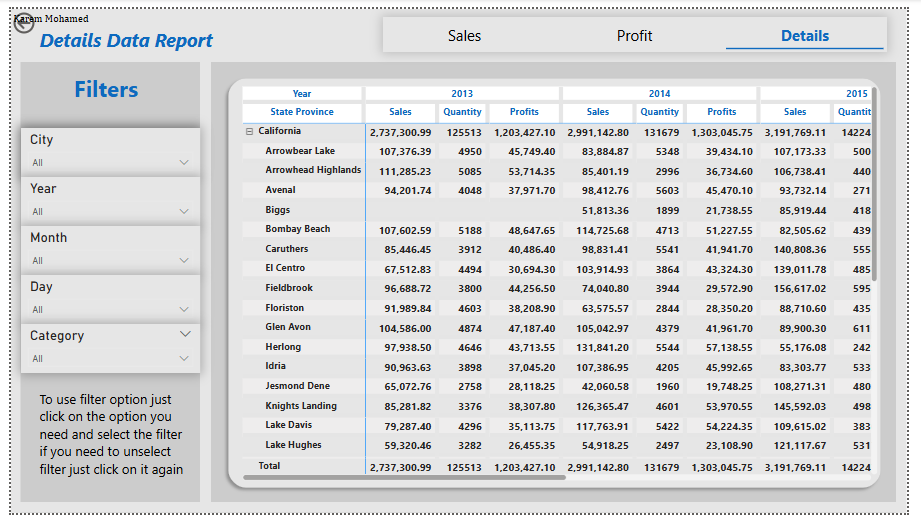 Karem Mohamed
Details Data Report
Sales Profit Details
Filters
City
All
Year
All
Month
All
Day
All
Category
All
To use filter option just
click on the option you
need and select the filter
if you need to unselect
filter just click on it again
Year 2013 2014 2015
State Province Sales Quantity Profits Sales Quantity Profits Sales Quantit
California 2,737,300.99 125513 1,203,427.10 2,991,142.80 131679 1,303,045.75 3,191,769.11 14224
Arrowbear Lake 107,376.39 4950 45,749.40 83,884.87 5348 39,434.10 107,173.33 500
Arrowhead Highlands 111,285.23 5085 53,714.35 85,401.19 2996 36,734.60 106,738.41 440
Avenal 94,201.74 4048 37,971.70 98,412.76 5603 45,470.10 93,732.14 271
Biggs 51,813.36 1899 21,738.55 85,919.44 418
Bombay Beach 107,602.59 5188 48,647.65 114,725.68 4713 51,227.55 82,505.62 439
Caruthers 85,446.45 3912 40,486.40 98,831.41 5541 41,941.70 140,808.36 555
El Centro 67,512.83 4494 30,694.30 103,914.93 3864 43,324.30 139,011.78 485
Fieldbrook 96,688.72 3800 44,256.50 74,040.80 3944 29,572.90 156,617.02 595
Floriston 91,989.84 4603 38,208.90 63,575.57 2844 28,350.20 88,710.60 435
Glen Avon 104,586.00 4874 47,187.40 105,042.97 4379 41,961.70 89,900.30 611
Herlong 97,938.50 4646 43,713.55 131,841.20 5544 57,138.55 55,176.08 242
Idria 90,963.63 3898 37,045.20 107,386.95 4205 45,992.65 83,303.77 533
Jesmond Dene 65,072.76 2758 28,118.25 42,060.58 1960 19,748.25 108,271.31 480
Knights Landing 85,281.82 3376 38,307.80 126,365.47 4601 53,970.55 145,592.03 498
Lake Davis 79,287.40 4296 35,113.75 117,763.91 5422 54,224.35 109,615.02 383
Lake Hughes 59,320.46 3282 26,455.35 54,918.25 2497 23,108.90 121,117.67 531
Total 2,737,300.99 125513 1,203,427.10 2,991,142.80 131679 1,303,045.75 3,191,769.11 14224